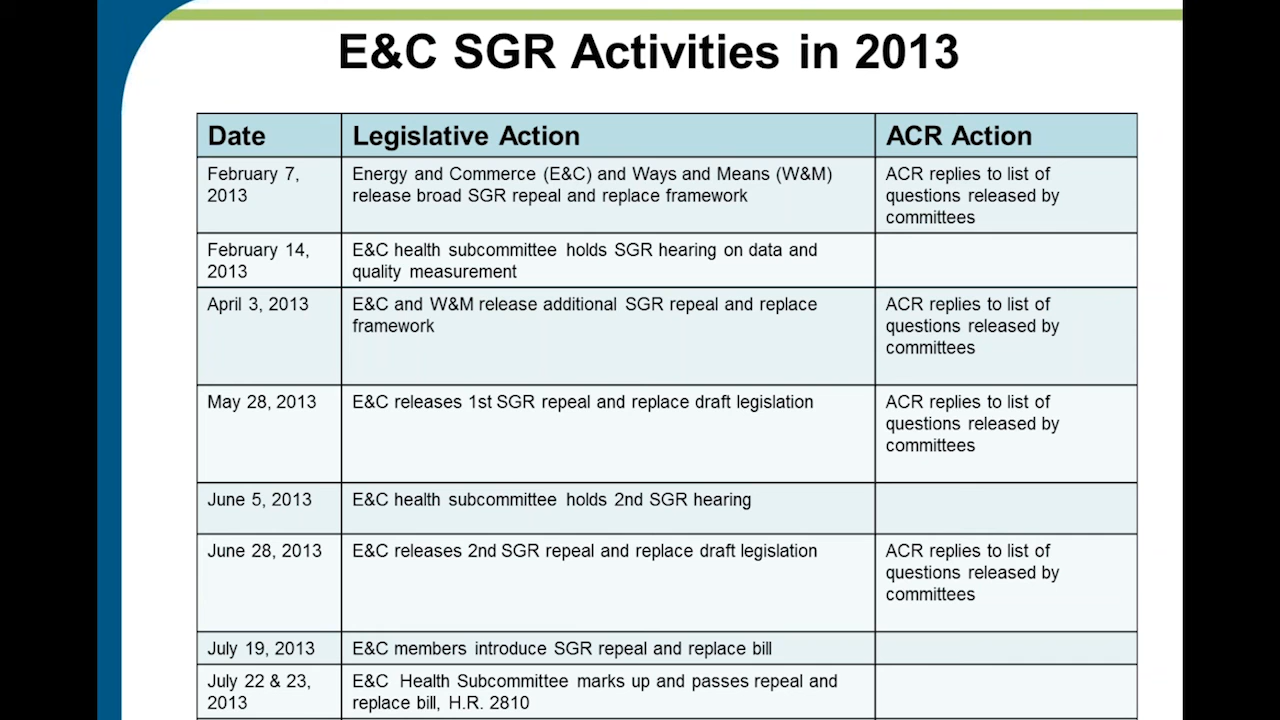 E&C SGR Activities in 2013
Date
Legislative Action
ACR Action
February 7,
2013
Energy and Commerce (E&C) and Ways and Means (W&M)
release broad SGR repeal and replace framework
ACR replies to list of
questions released by
committees
February 14,
2013
E&C health subcommittee holds SGR hearing on data and
quality measurement
April 3, 2013
E&C and W&M release additional SGR repeal and replace
framework
ACR replies to list of
questions released by
committees
May 28, 2013
E&C releases 1st SGR repeal and replace draft legislation
ACR replies to list of
questions released by
committees
June 5, 2013
E&C health subcommittee holds 2nd SGR hearing
June 28, 2013
E&C releases 2nd SGR repeal and replace draft legislation
ACR replies to list of
questions released by
committees
July 19, 2013
E&C members introduce SGR repeal and replace bill
July 22 & 23,
2013
E&C Health Subcommittee marks up and passes repeal and
replace bill, H.R. 2810